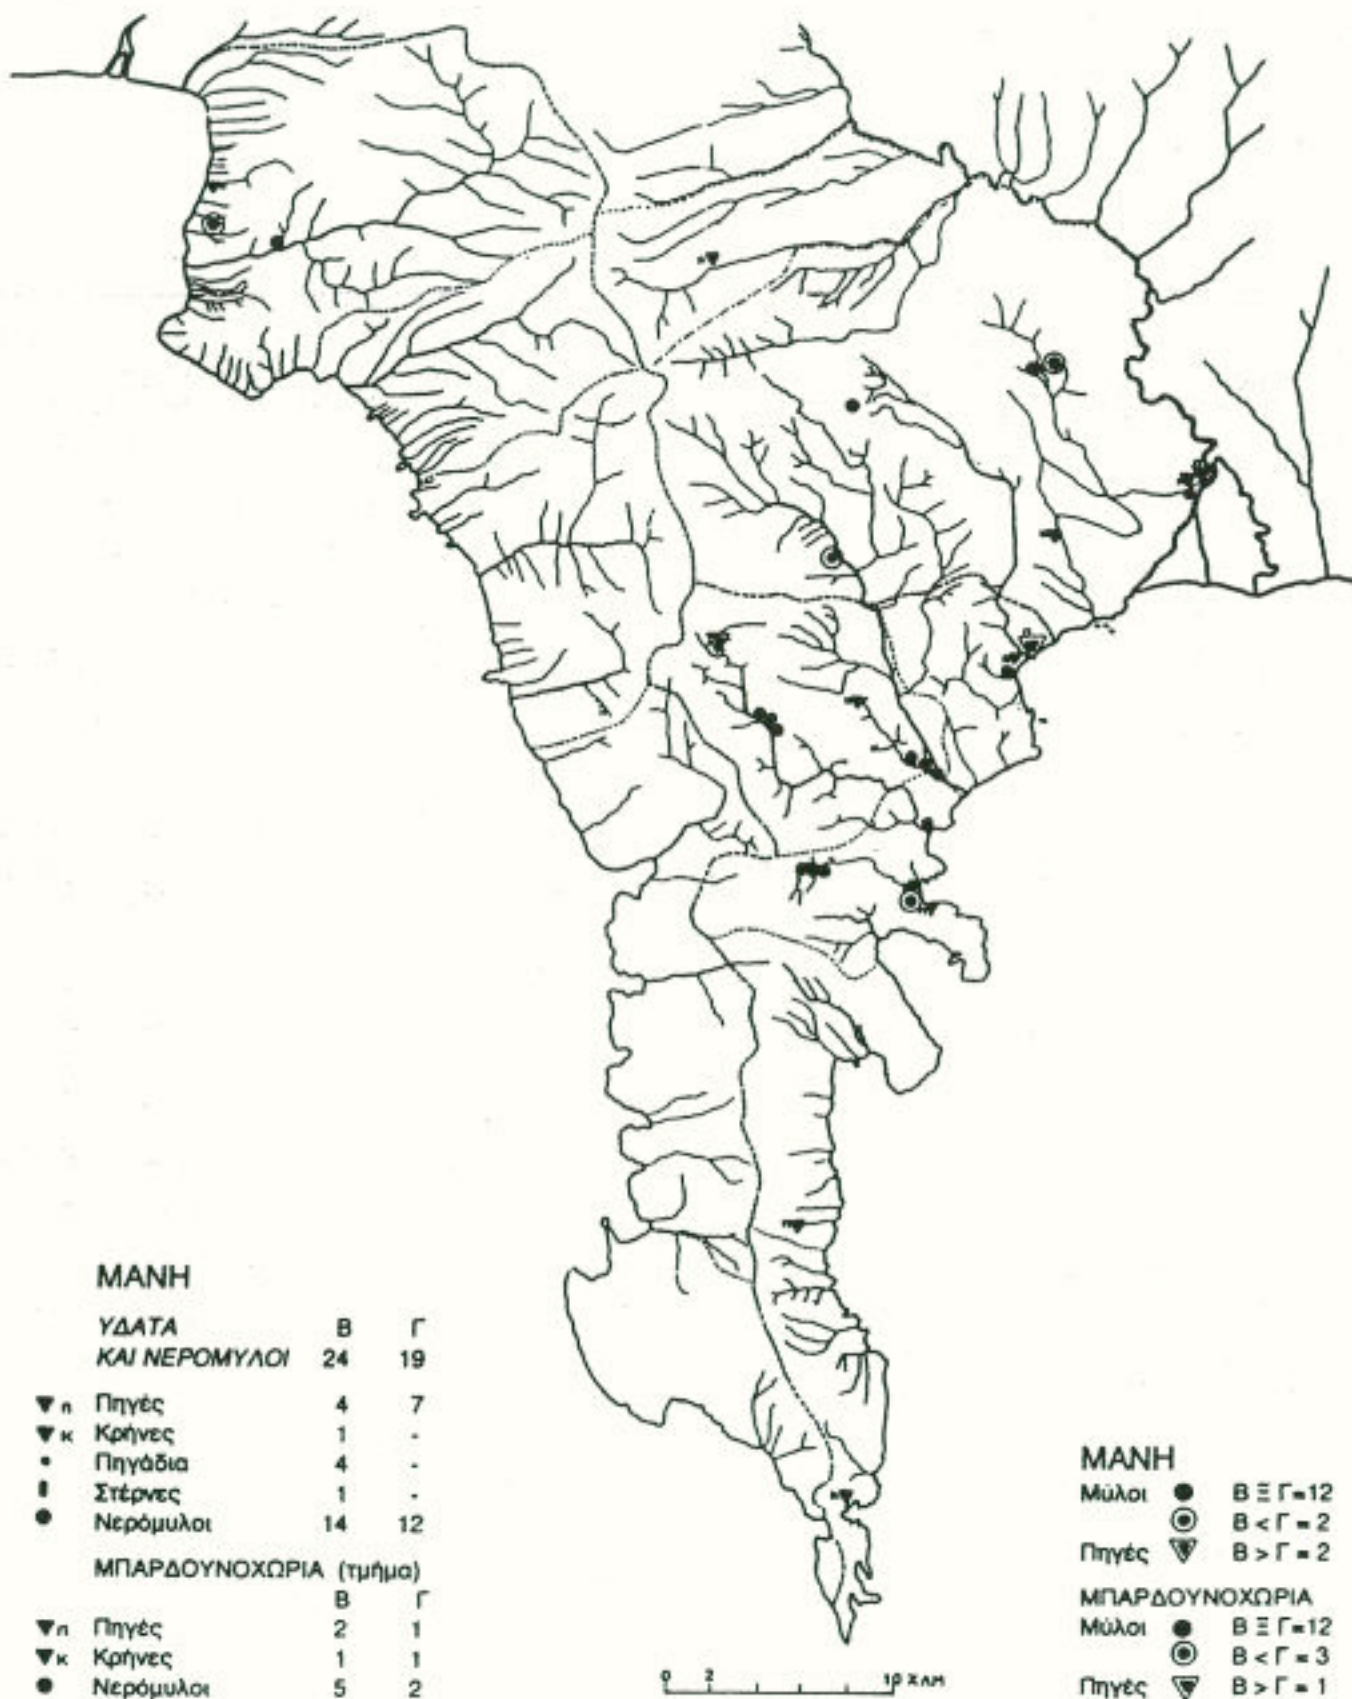 ΜΑΝΗ
ΥΔΑΤΑ Β Γ
ΚΑΙ ΝΕΡΟΜΥΛΟΙ 24 19
▼ π Πηγές 4 7
▼ κ Κρήνες 1 -
• Πηγάδια 4 -
▮ Στέρνες 1 -
● Νερόμυλοι 14 12
ΜΠΑΡΔΟΥΝΟΧΩΡΙΑ (τμήμα)
Β Γ
▼ π Πηγές 2 1
▼ κ Κρήνες 1 1
● Νερόμυλοι 5 2
0 2 10 ΧΛΜ
ΜΑΝΗ
Μύλοι ● Β Ξ Γ = 12
◉ Β < Γ = 2
Πηγές ▼ Β > Γ = 2
ΜΠΑΡΔΟΥΝΟΧΩΡΙΑ
Μύλοι ● Β Ξ Γ = 12
◉ Β < Γ = 3
Πηγές ▼ Β > Γ = 1